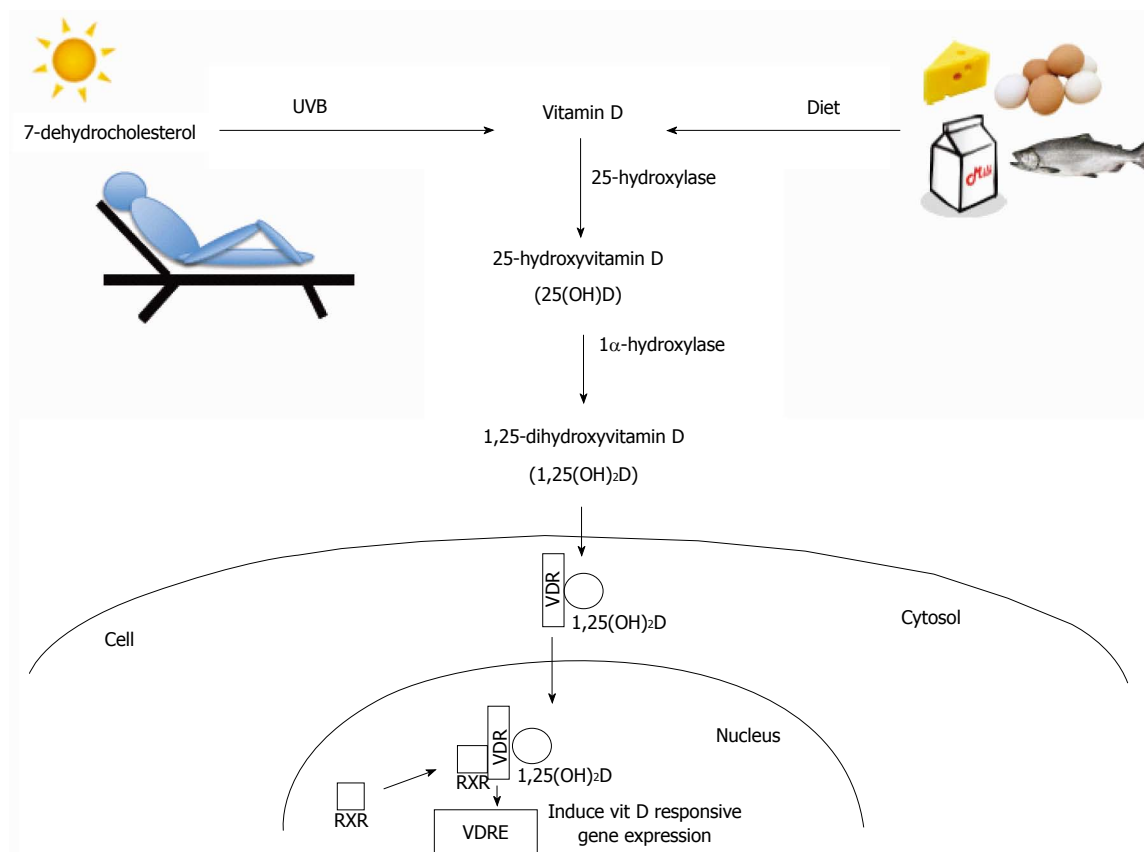 UVB
Vitamin D
Diet
7-dehydrocholesterol
Milk
25-hydroxylase
25-hydroxyvitamin D
(25(OH)D)
1α-hydroxylase
1,25-dihydroxyvitamin D
(1,25(OH)₂D)
VDR
1,25(OH)₂D
Cell
Cytosol
Nucleus
VDR
1,25(OH)₂D
RXR
RXR
VDRE
Induce vit D responsive
gene expression